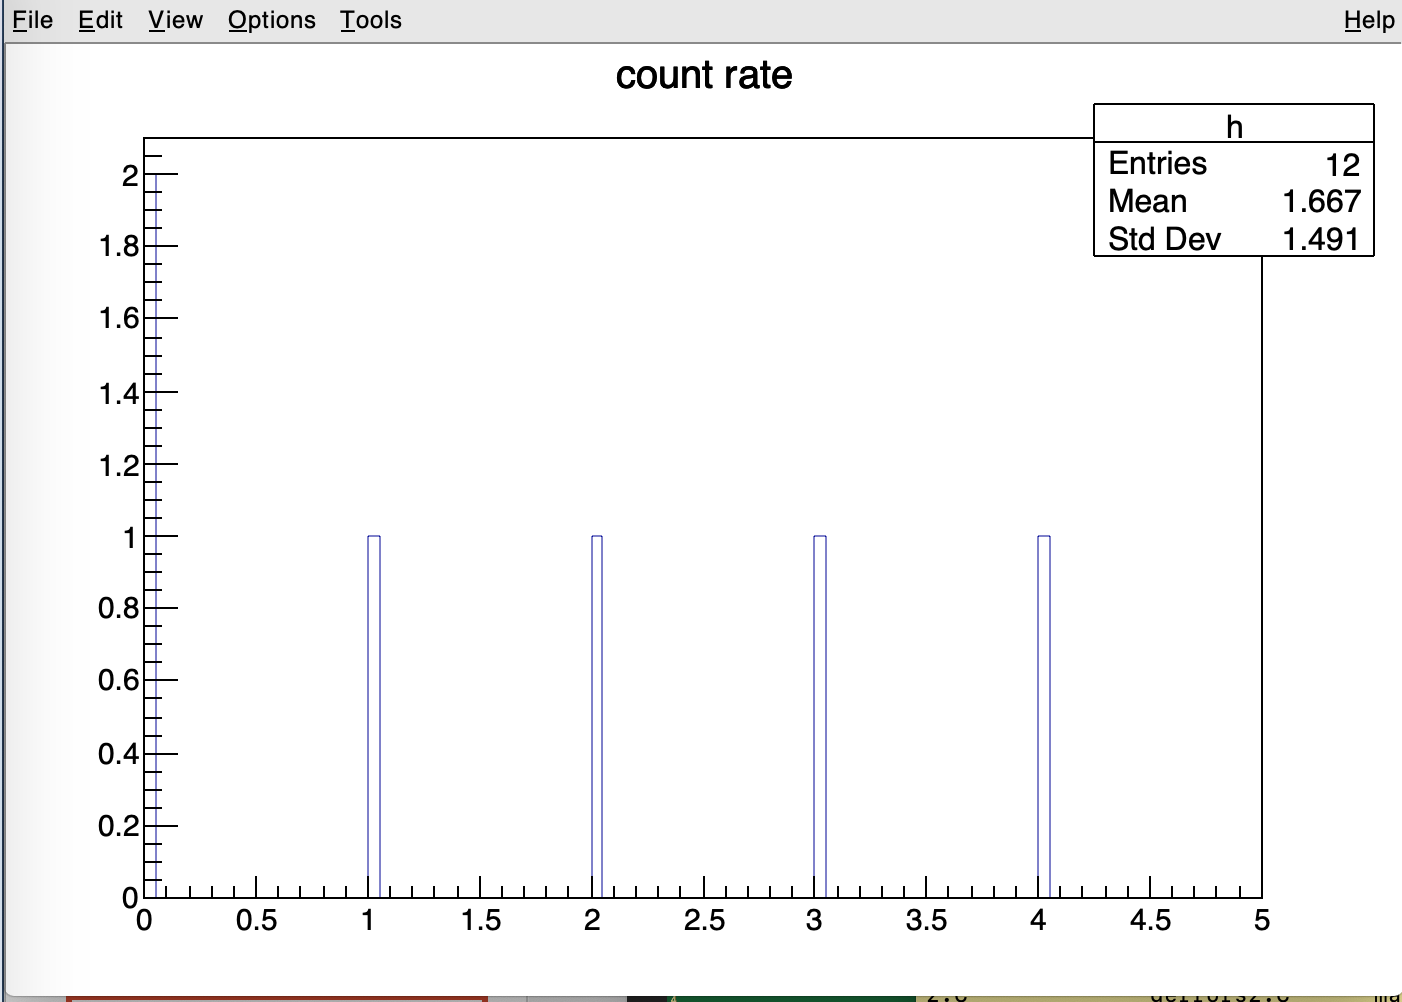 File Edit View Options Tools Help
count rate
h
Entries 12
Mean 1.667
Std Dev 1.491
2
1.8
1.6
1.4
1.2
1
0.8
0.6
0.4
0.2
0
0 0.5 1 1.5 2 2.5 3 3.5 4 4.5 5